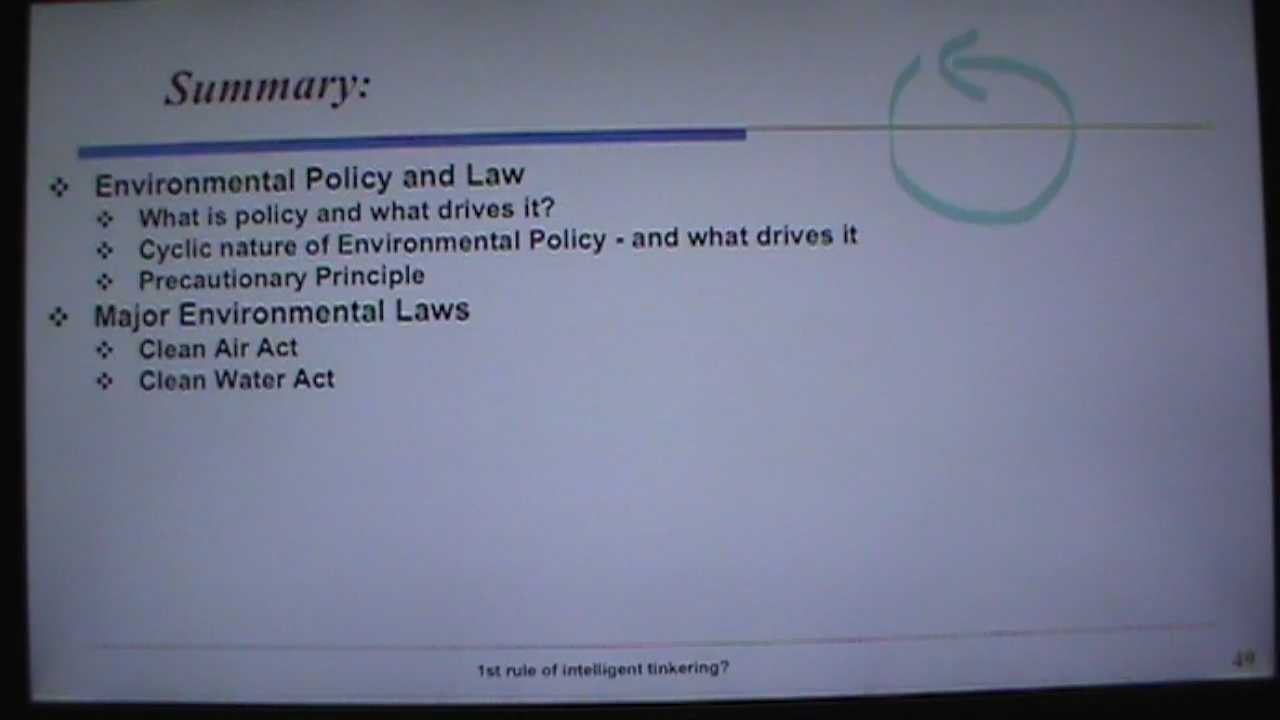 Summary:
Environmental Policy and Law
What is policy and what drives it?
Cyclic nature of Environmental Policy - and what drives it
Precautionary Principle
Major Environmental Laws
Clean Air Act
Clean Water Act
1st rule of intelligent tinkering?
49